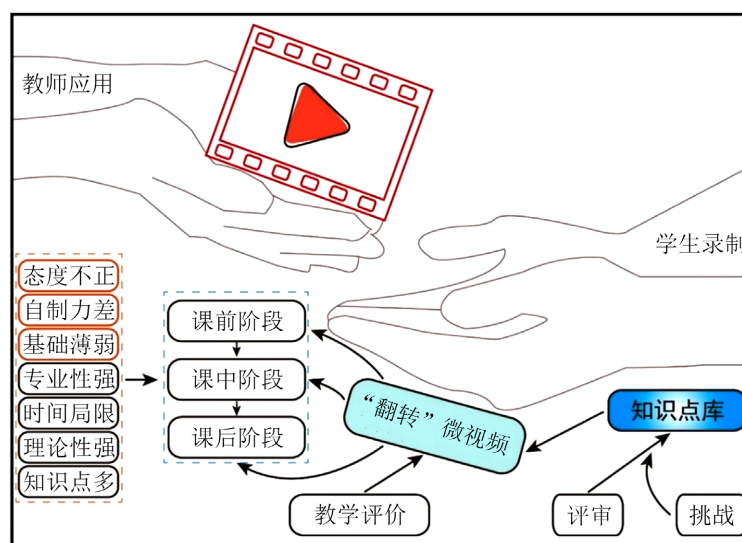 教师应用
学生录制
态度不正
自制力差
基础薄弱
专业性强
时间局限
理论性强
知识点多
课前阶段
课中阶段
课后阶段
“翻转”微视频
知识点库
教学评价
评审
挑战